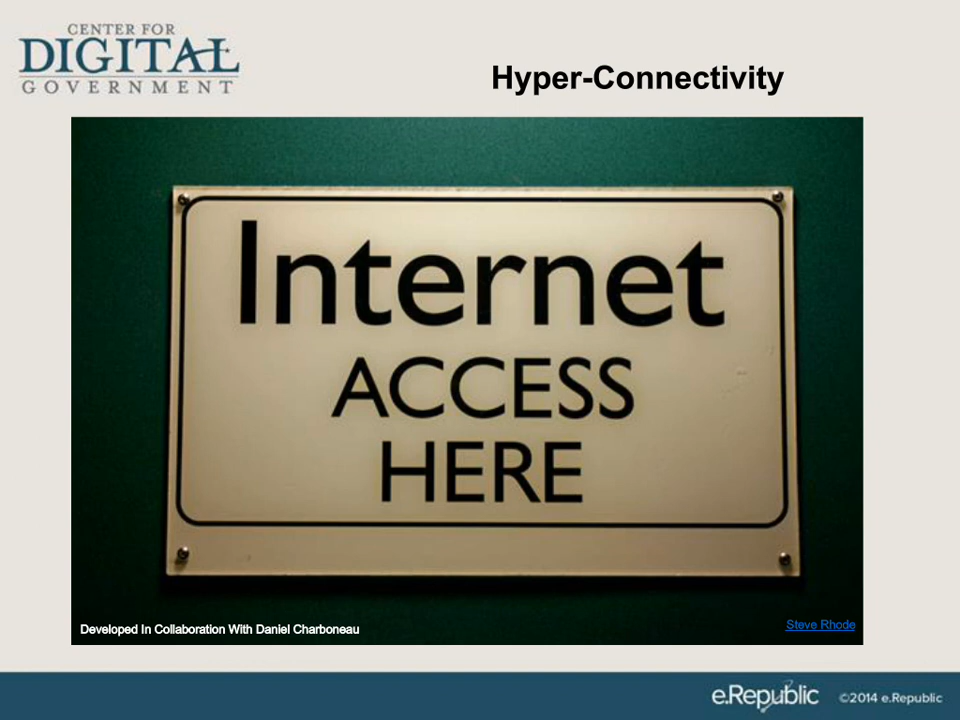 CENTER FOR
DIGITAL
GOVERNMENT
Hyper-Connectivity
Internet
ACCESS
HERE
Developed In Collaboration With Daniel Charboneau
Steve Rhode
e.Republic
©2014 e.Republic